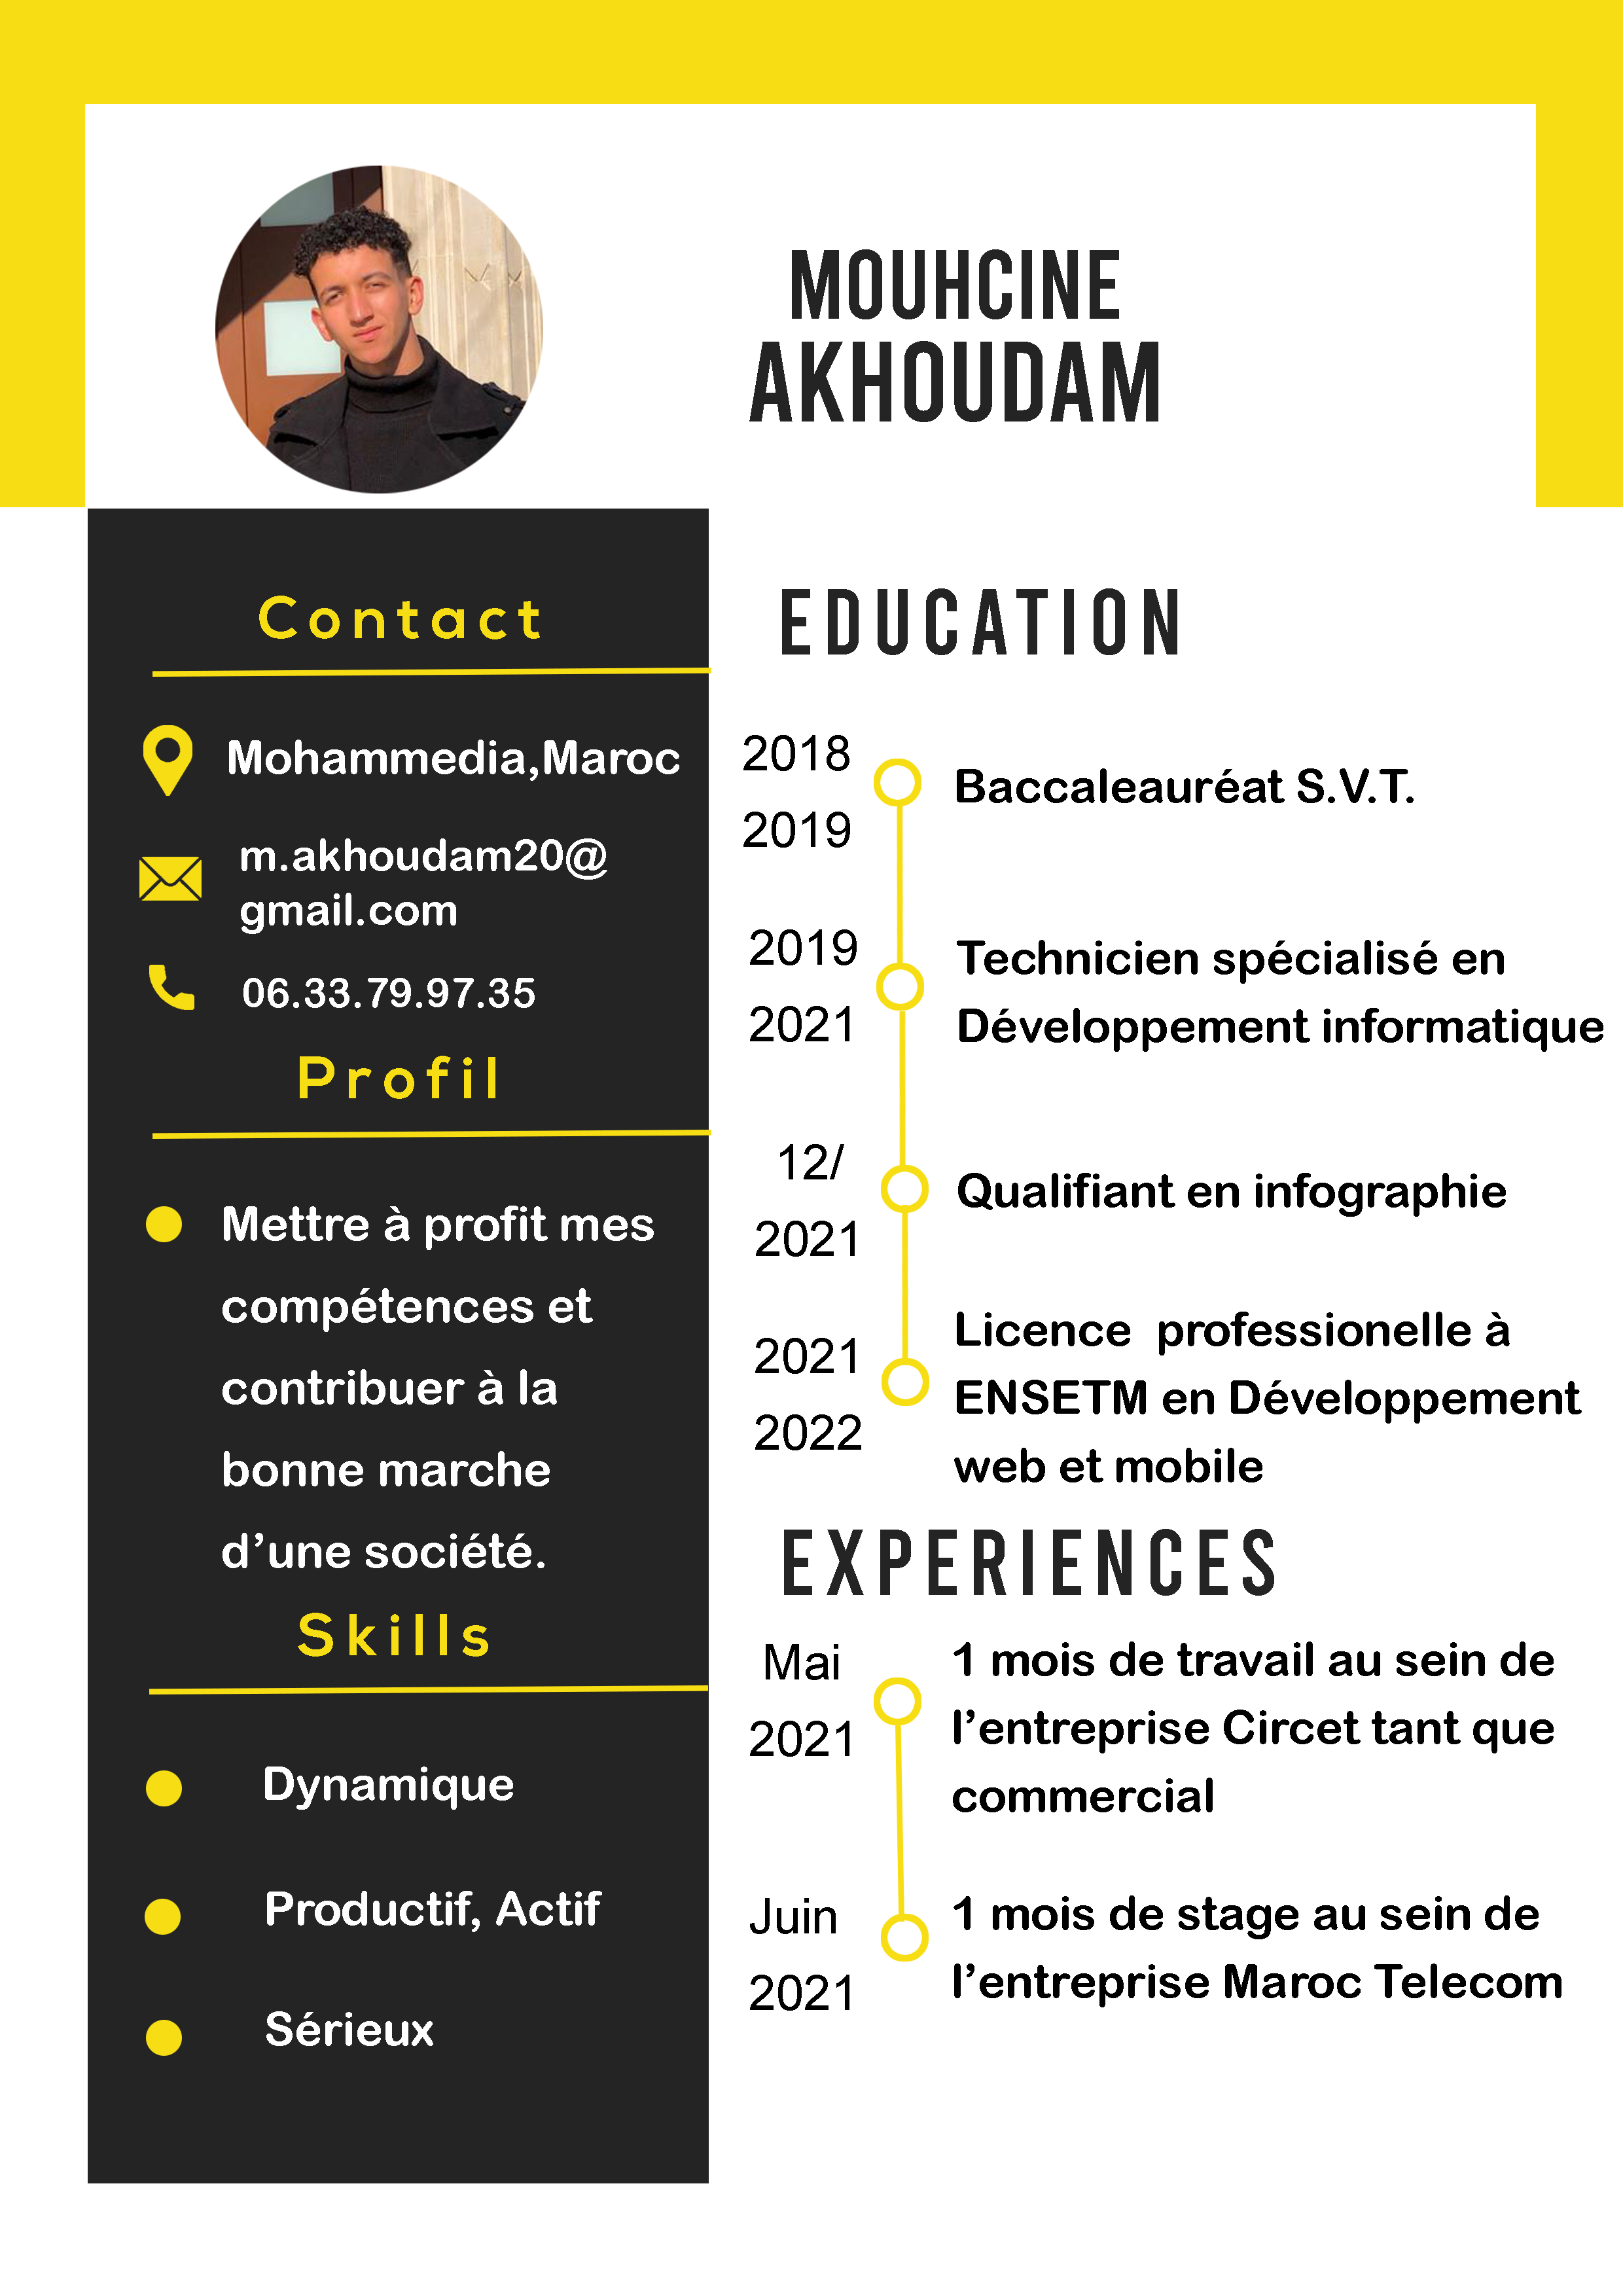 MOUHCINE
AKHOUDAM
Contact
Mohammedia,Maroc
m.akhoudam20@
gmail.com
06.33.79.97.35
Profil
Mettre à profit mes
compétences et
contribuer à la
bonne marche
d’une société.
Skills
Dynamique
Productif, Actif
Sérieux
EDUCATION
2018
2019
Baccaleauréat S.V.T.
2019
2021
Technicien spécialisé en
Développement informatique
12/
2021
Qualifiant en infographie
2021
2022
Licence professionelle à
ENSETM en Développement
web et mobile
EXPERIENCES
Mai
2021
1 mois de travail au sein de
l’entreprise Circet tant que
commercial
Juin
2021
1 mois de stage au sein de
l’entreprise Maroc Telecom